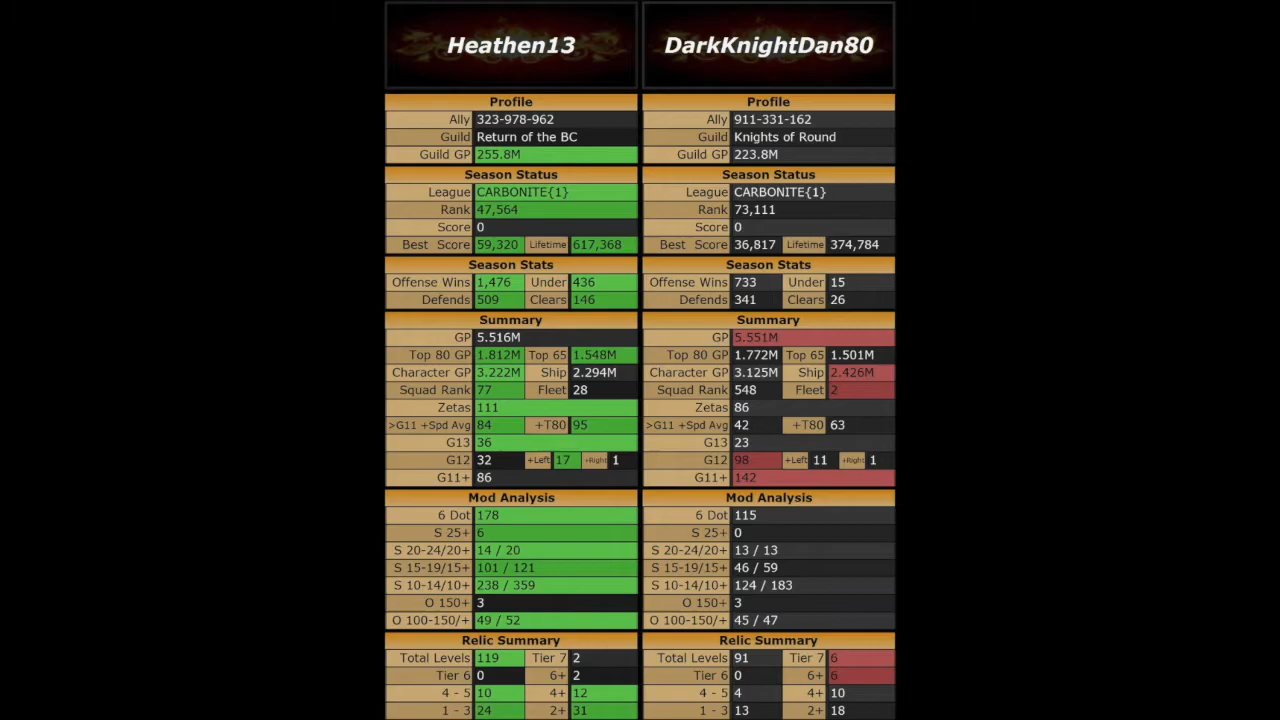 Heathen13
Profile
Ally 323-978-962
Guild Return of the BC
Guild GP 255.8M
Season Status
League CARBONITE{1}
Rank 47,564
Score 0
Best Score 59,320 Lifetime 617,368
Season Stats
Offense Wins 1,476 Under 436
Defends 509 Clears 146
Summary
GP 5.516M
Top 80 GP 1.812M Top 65 1.548M
Character GP 3.222M Ship 2.294M
Squad Rank 77 Fleet 28
Zetas 111
>G11 +Spd Avg 84 +T80 95
G13 36
G12 32 +Left 17 +Right 1
G11+ 86
Mod Analysis
6 Dot 178
S 25+ 6
S 20-24/20+ 14 / 20
S 15-19/15+ 101 / 121
S 10-14/10+ 238 / 359
O 150+ 3
O 100-150/+ 49 / 52
Relic Summary
Total Levels 119 Tier 7 2
Tier 6 0 6+ 2
4 - 5 10 4+ 12
1 - 3 24 2+ 31
DarkKnightDan80
Profile
Ally 911-331-162
Guild Knights of Round
Guild GP 223.8M
Season Status
League CARBONITE{1}
Rank 73,111
Score 0
Best Score 36,817 Lifetime 374,784
Season Stats
Offense Wins 733 Under 15
Defends 341 Clears 26
Summary
GP 5.551M
Top 80 GP 1.772M Top 65 1.501M
Character GP 3.125M Ship 2.426M
Squad Rank 548 Fleet 2
Zetas 86
>G11 +Spd Avg 42 +T80 63
G13 23
G12 98 +Left 11 +Right 1
G11+ 142
Mod Analysis
6 Dot 115
S 25+ 0
S 20-24/20+ 13 / 13
S 15-19/15+ 46 / 59
S 10-14/10+ 124 / 183
O 150+ 3
O 100-150/+ 45 / 47
Relic Summary
Total Levels 91 Tier 7 6
Tier 6 0 6+ 6
4 - 5 4 4+ 10
1 - 3 13 2+ 18